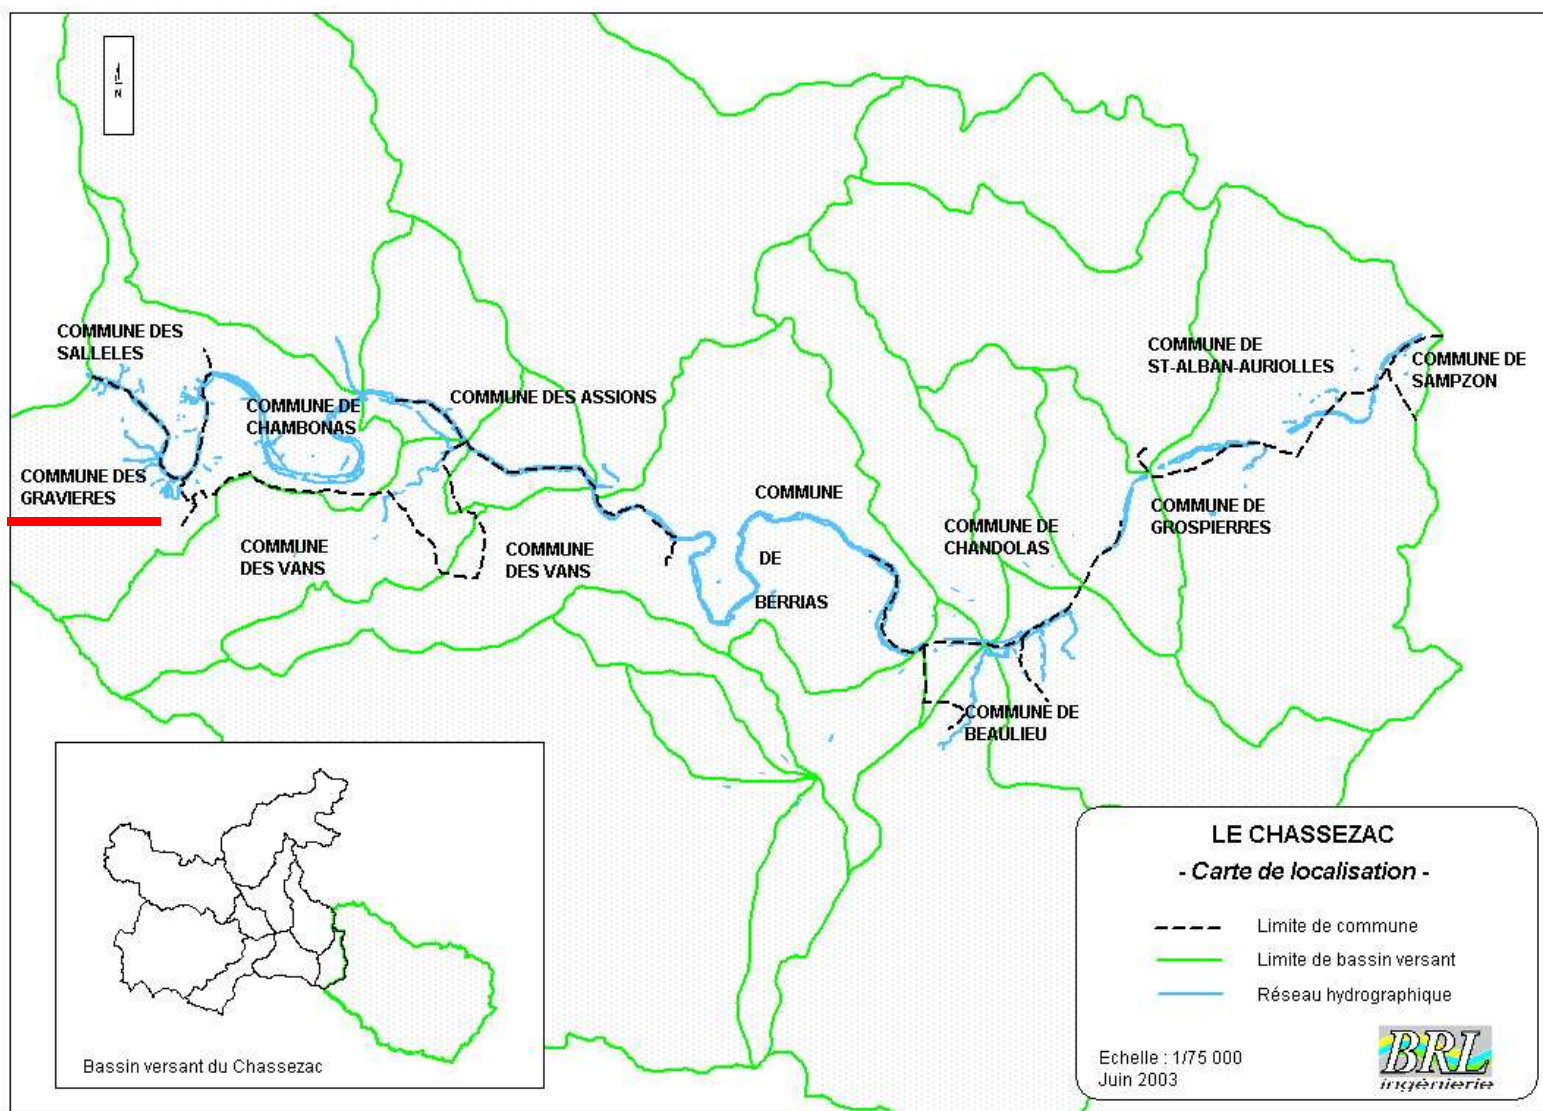 N
COMMUNE DES
SALLELES
COMMUNE DE
CHAMBONAS
COMMUNE DES ASSIONS
COMMUNE DE
ST-ALBAN-AURIOLLES
COMMUNE DE
SAMPZON
COMMUNE DES
GRAVIERES
COMMUNE
DES VANS
COMMUNE
DES VANS
COMMUNE
DE
BERRIAS
COMMUNE DE
CHANDOLAS
COMMUNE DE
GROSPIERRES
COMMUNE DE
BEAULIEU
Bassin versant du Chassezac
LE CHASSEZAC
- Carte de localisation -
Limite de commune
Limite de bassin versant
Réseau hydrographique
Echelle : 1/75 000
Juin 2003
BRL
ingénierie